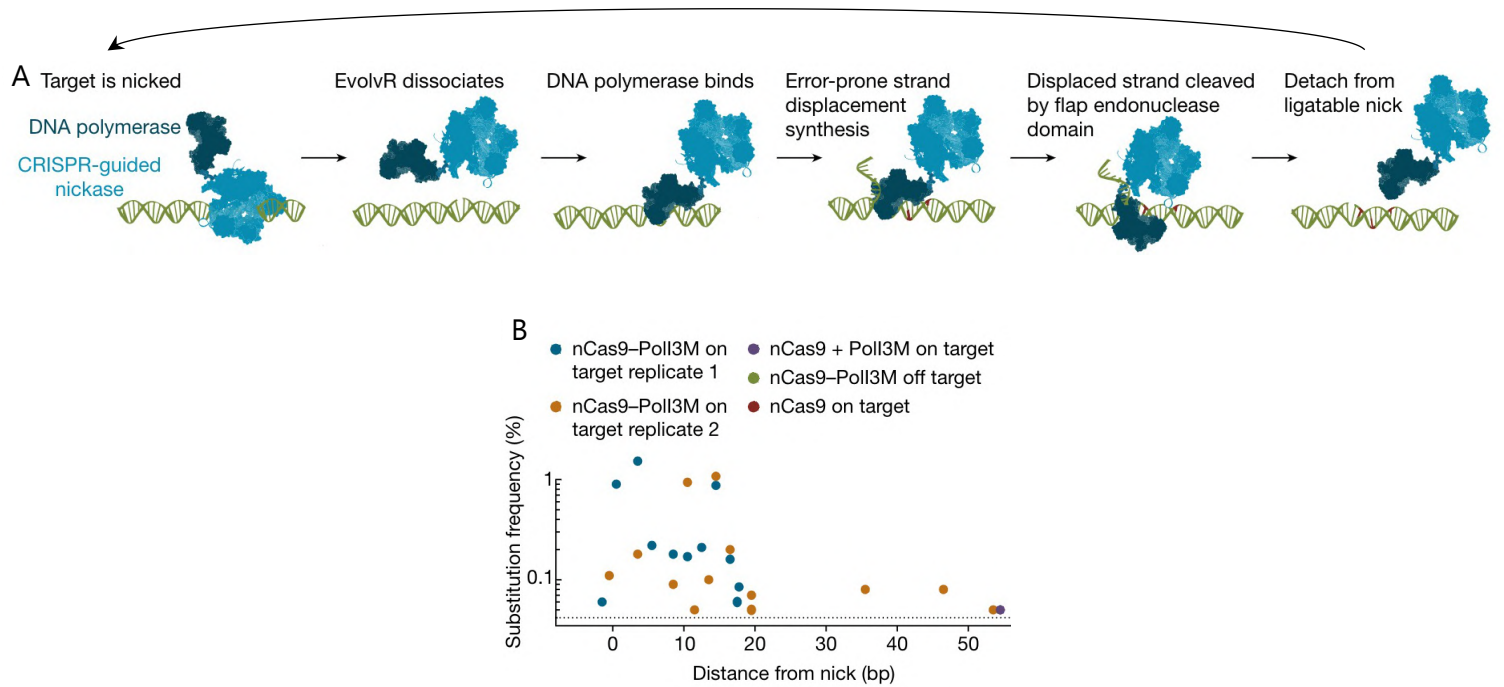 A
Target is nicked
DNA polymerase
CRISPR-guided
nickase
EvolvR dissociates
DNA polymerase binds
Error-prone strand
displacement
synthesis
Displaced strand cleaved
by flap endonuclease
domain
Detach from
ligatable nick
B
nCas9–PolI3M on
target replicate 1
nCas9–PolI3M on
target replicate 2
nCas9 + PolI3M on target
nCas9–PolI3M off target
nCas9 on target
Substitution frequency (%)
1
0.1
0 10 20 30 40 50
Distance from nick (bp)